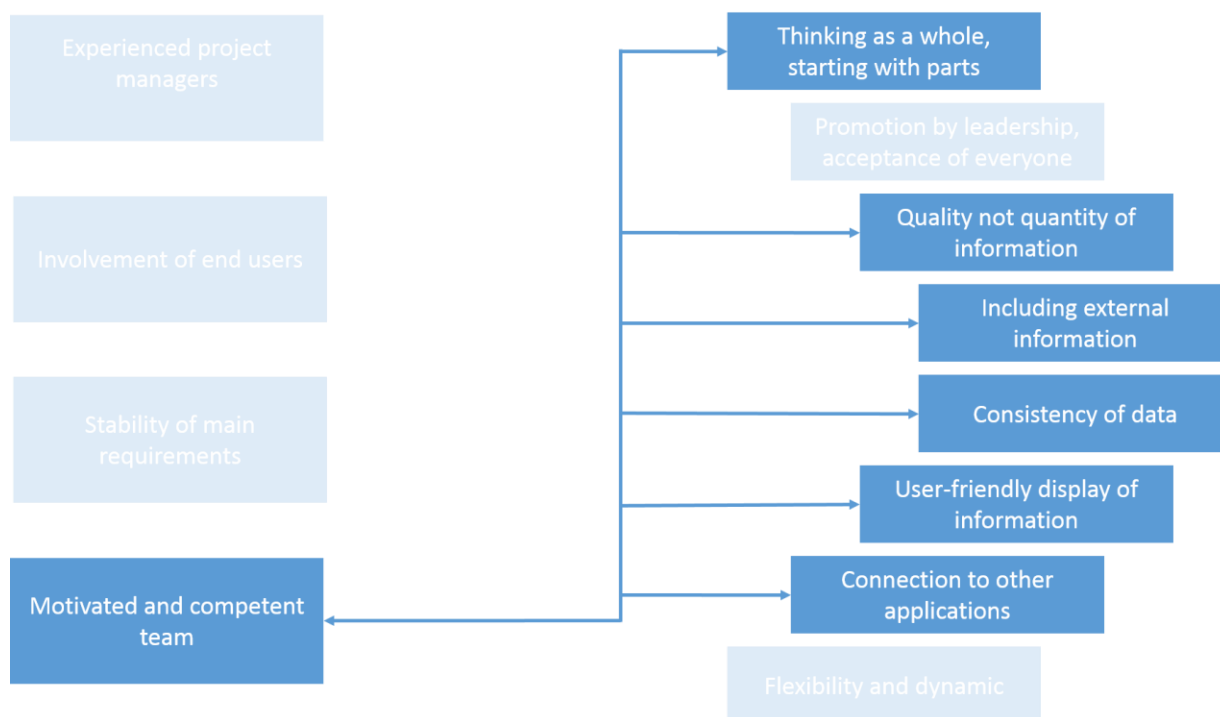 Experienced project
managers
Involvement of end users
Stability of main
requirements
Motivated and competent
team
Thinking as a whole,
starting with parts
Promotion by leadership,
acceptance of everyone
Quality not quantity of
information
Including external
information
Consistency of data
User-friendly display of
information
Connection to other
applications
Flexibility and dynamic